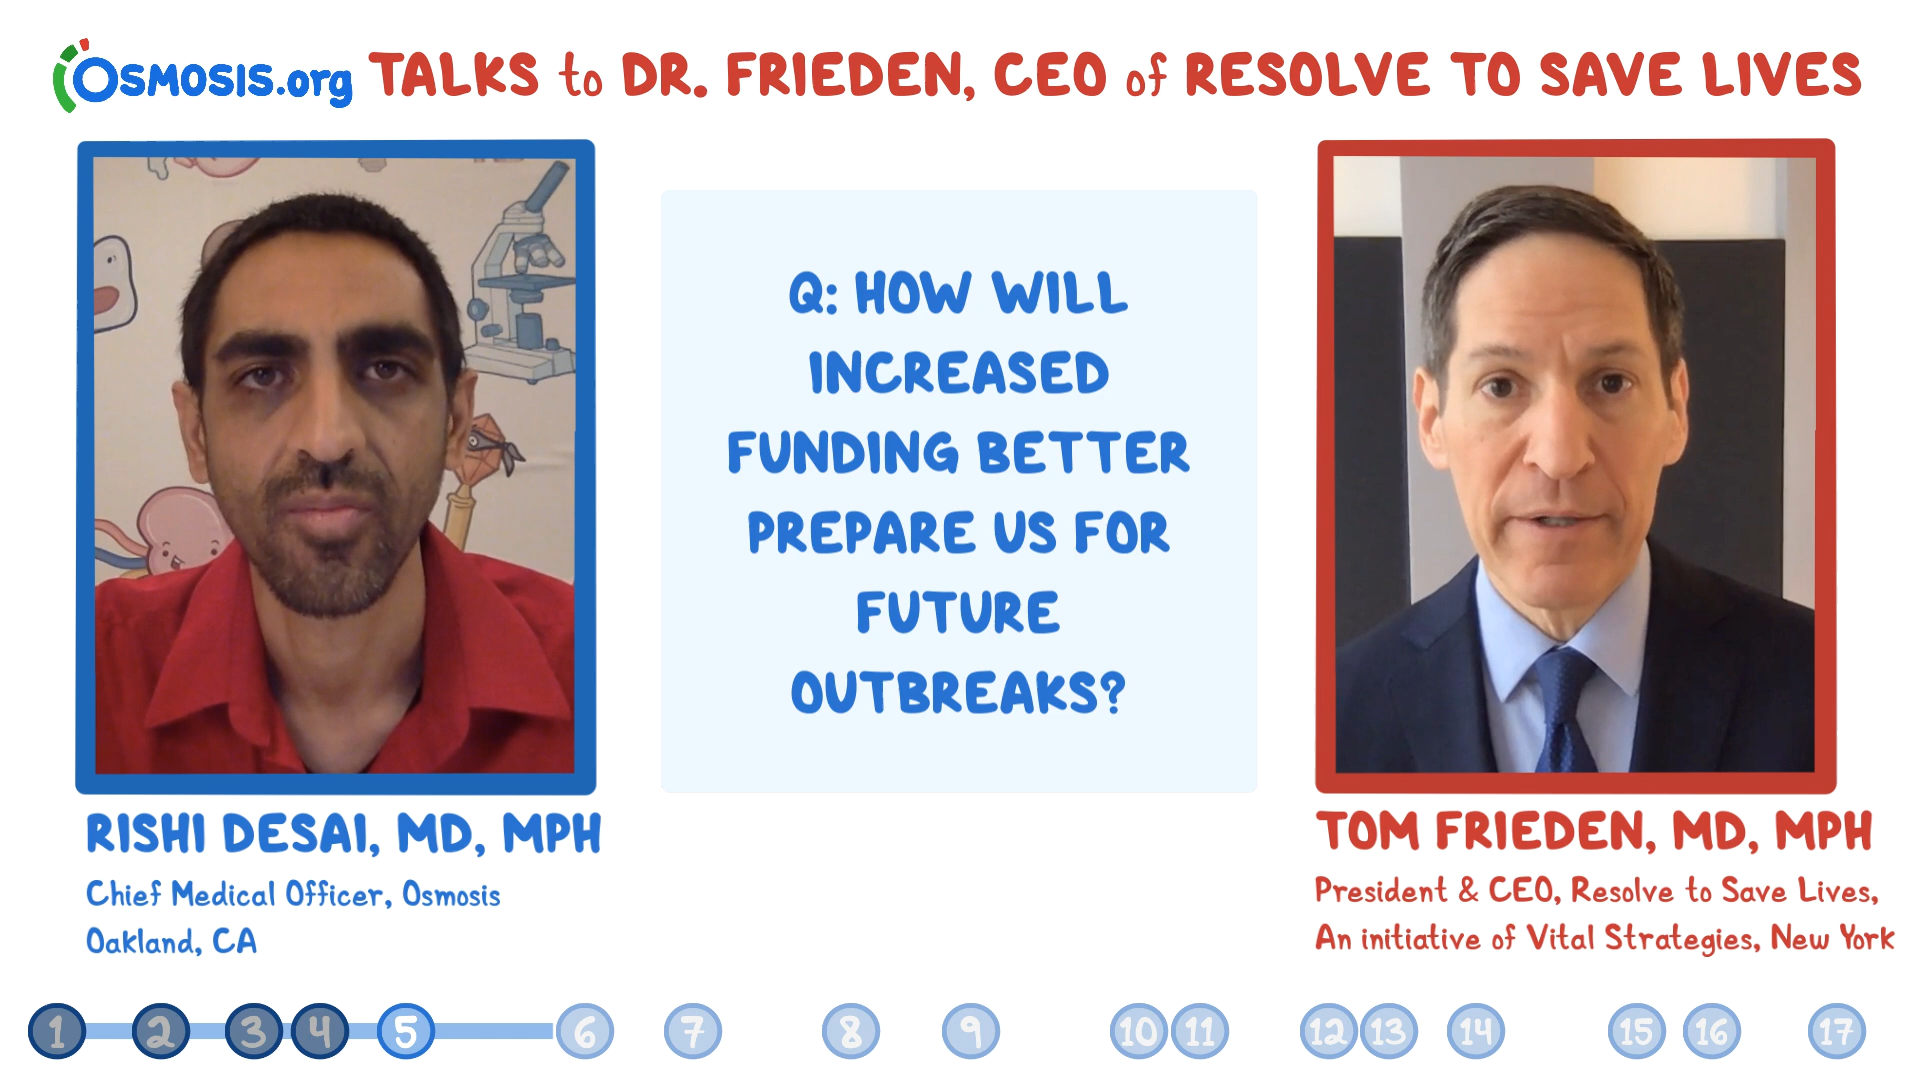 OSMOSIS.org TALKS to DR. FRIEDEN, CEO of RESOLVE TO SAVE LIVES
Q: HOW WILL
INCREASED
FUNDING BETTER
PREPARE US FOR
FUTURE
OUTBREAKS?
RISHI DESAI, MD, MPH
Chief Medical Officer, Osmosis
Oakland, CA
TOM FRIEDEN, MD, MPH
President & CEO, Resolve to Save Lives,
An initiative of Vital Strategies, New York
1 2 3 4 5 6 7 8 9 10 11 12 13 14 15 16 17